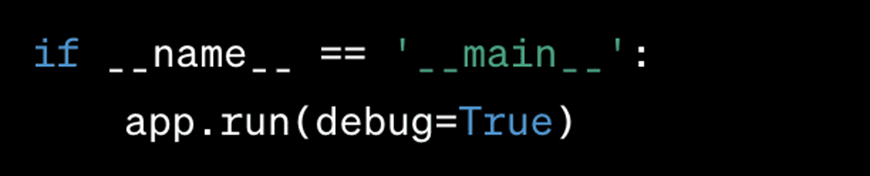 if __name__ == '__main__':
    app.run(debug=True)